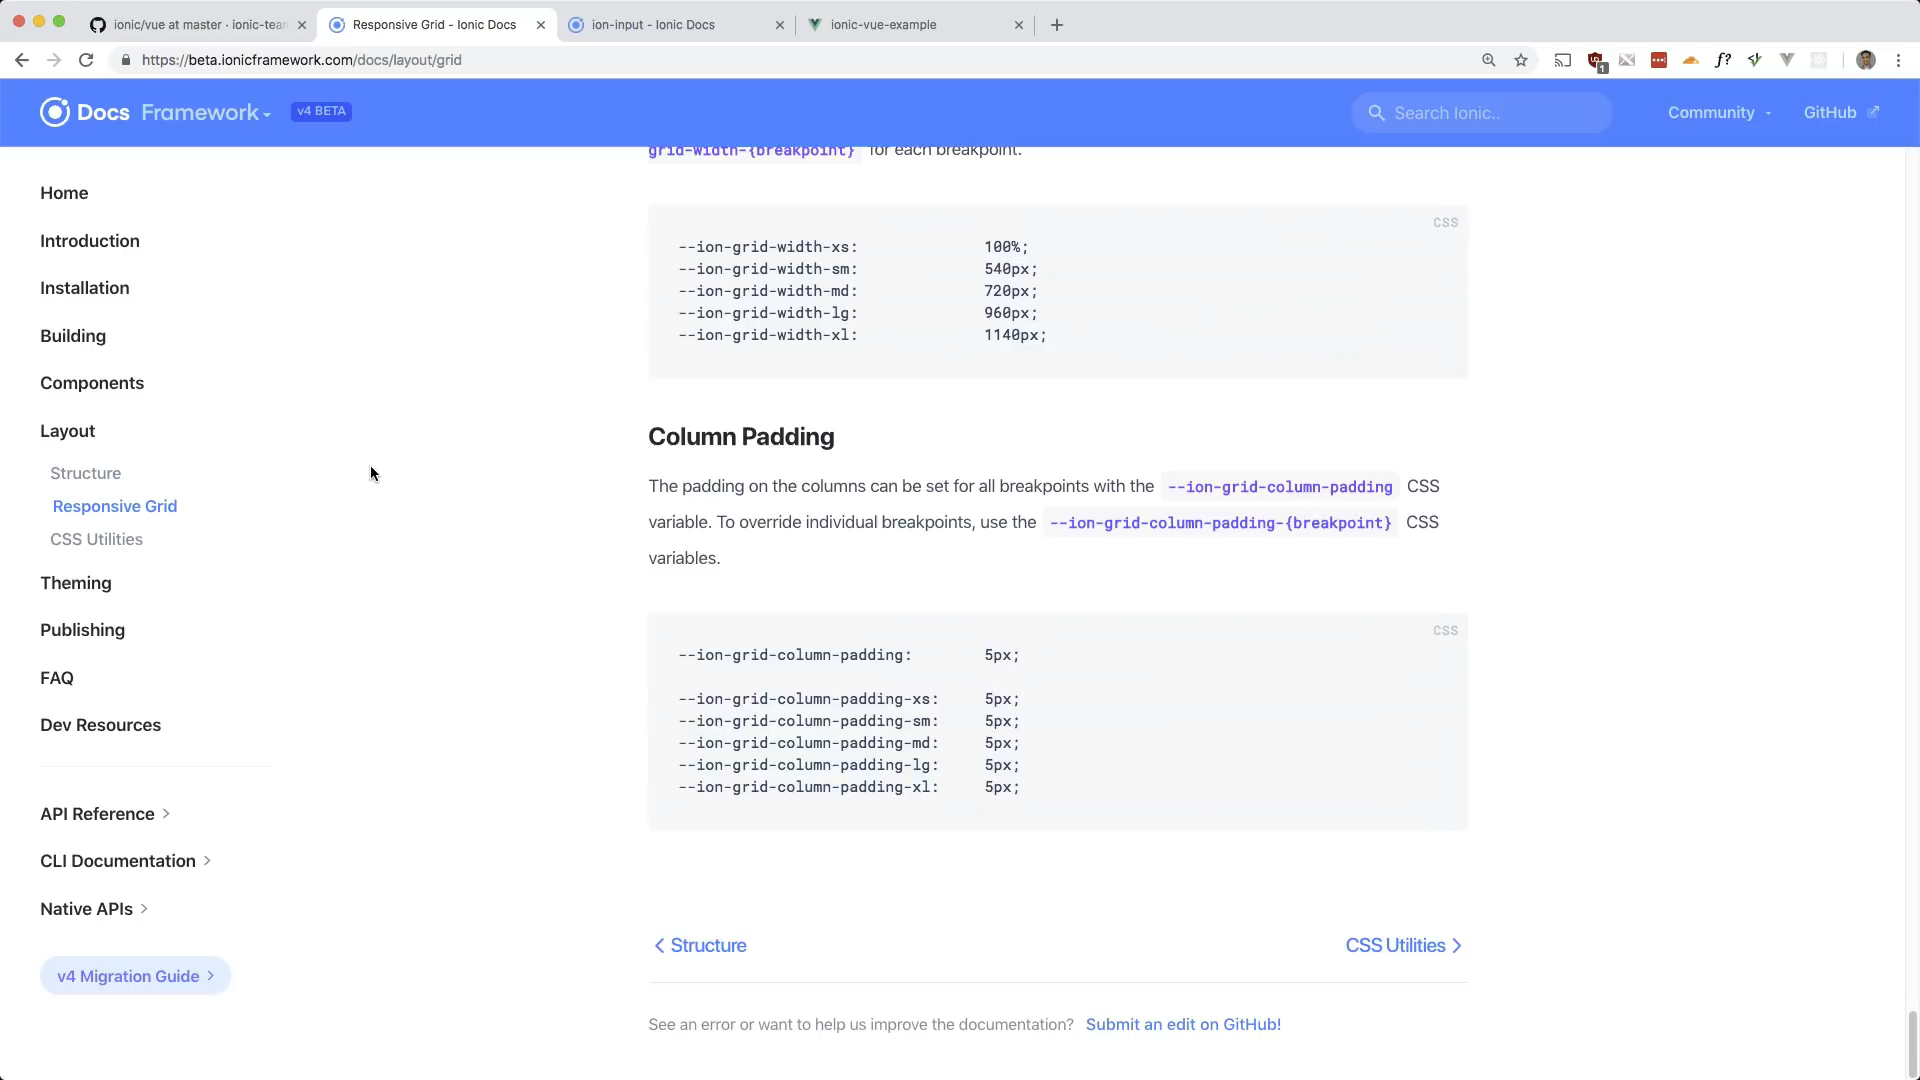 ionic/vue at master · ionic-tean
Responsive Grid - Ionic Docs
ion-input - Ionic Docs
ionic-vue-example
https://beta.ionicframework.com/docs/layout/grid
1
f?
Docs Framework
v4 BETA
Search Ionic..
Community
GitHub
Home
Introduction
Installation
Building
Components
Layout
Structure
Responsive Grid
CSS Utilities
Theming
Publishing
FAQ
Dev Resources
API Reference >
CLI Documentation >
Native APIs >
v4 Migration Guide >
grid-width-{breakpoint} for each breakpoint.
CSS
--ion-grid-width-xs: 100%;
--ion-grid-width-sm: 540px;
--ion-grid-width-md: 720px;
--ion-grid-width-lg: 960px;
--ion-grid-width-xl: 1140px;
Column Padding
The padding on the columns can be set for all breakpoints with the --ion-grid-column-padding CSS
variable. To override individual breakpoints, use the --ion-grid-column-padding-{breakpoint} CSS
variables.
CSS
--ion-grid-column-padding: 5px;
--ion-grid-column-padding-xs: 5px;
--ion-grid-column-padding-sm: 5px;
--ion-grid-column-padding-md: 5px;
--ion-grid-column-padding-lg: 5px;
--ion-grid-column-padding-xl: 5px;
< Structure
CSS Utilities >
See an error or want to help us improve the documentation? Submit an edit on GitHub!